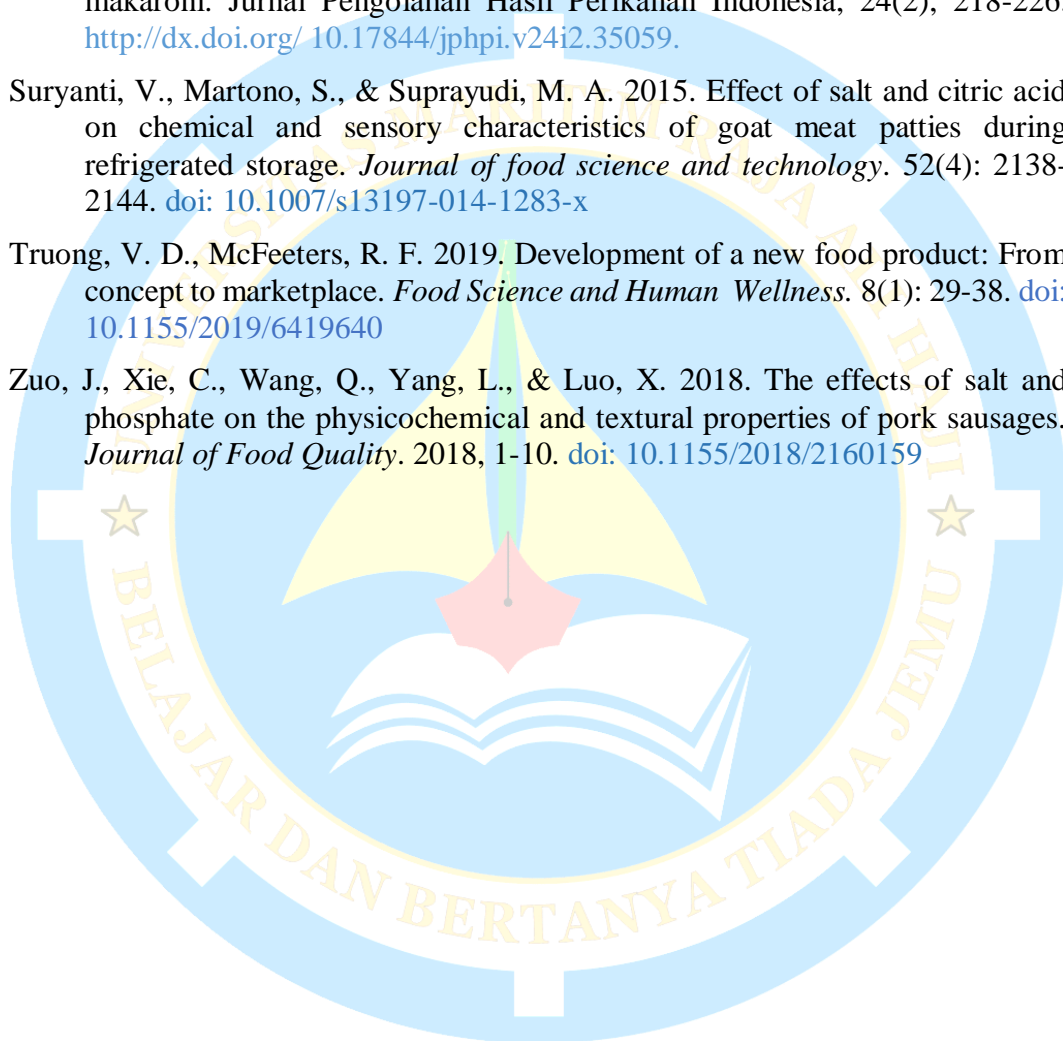 makaroni. Jurnal Pengolahan Hasil Perikanan Indonesia, 24(2), 218-226.
http://dx.doi.org/ 10.17844/jphpi.v24i2.35059.
Suryanti, V., Martono, S., & Suprayudi, M. A. 2015. Effect of salt and citric acid
on chemical and sensory characteristics of goat meat patties during
refrigerated storage. Journal of food science and technology. 52(4): 2138-
2144. doi: 10.1007/s13197-014-1283-x
Truong, V. D., McFeeters, R. F. 2019. Development of a new food product: From
concept to marketplace. Food Science and Human Wellness. 8(1): 29-38. doi:
10.1155/2019/6419640
Zuo, J., Xie, C., Wang, Q., Yang, L., & Luo, X. 2018. The effects of salt and
phosphate on the physicochemical and textural properties of pork sausages.
Journal of Food Quality. 2018, 1-10. doi: 10.1155/2018/2160159
UNIVERSITAS MARITIM RAJA ALI HAJI
BELAJAR DAN BERTANYA TIADA JEMU